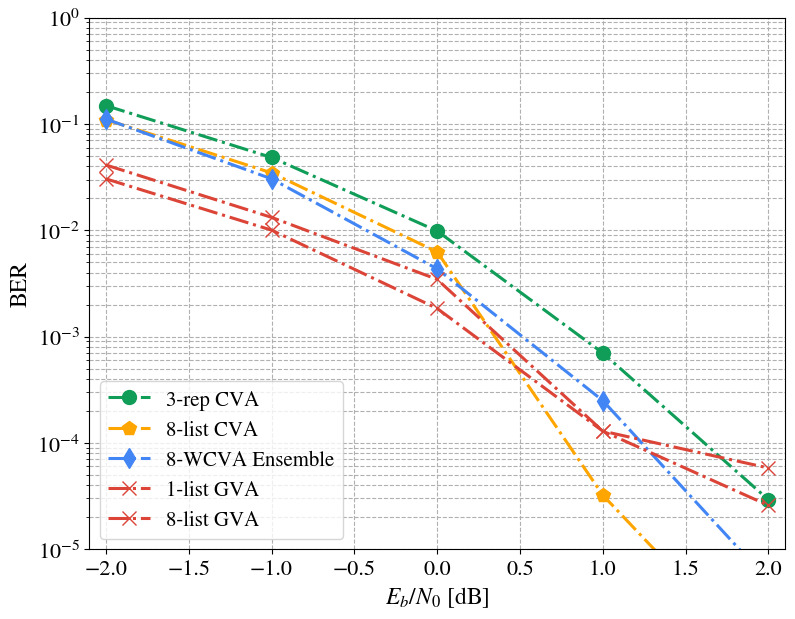 10⁰
10⁻¹
10⁻²
10⁻³
10⁻⁴
10⁻⁵
BER
3-rep CVA
8-list CVA
8-WCVA Ensemble
1-list GVA
8-list GVA
−2.0 −1.5 −1.0 −0.5 0.0 0.5 1.0 1.5 2.0
E_b/N_0 [dB]